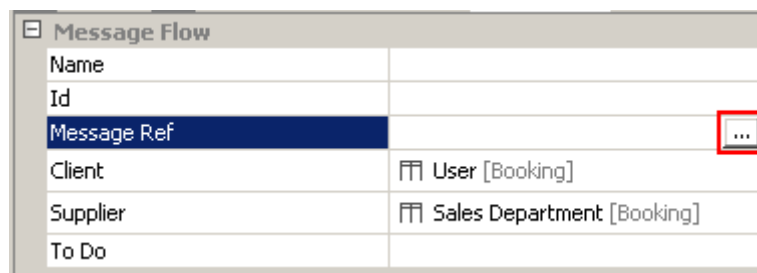 Message Flow
Name
Id
Message Ref ...
Client User [Booking]
Supplier Sales Department [Booking]
To Do